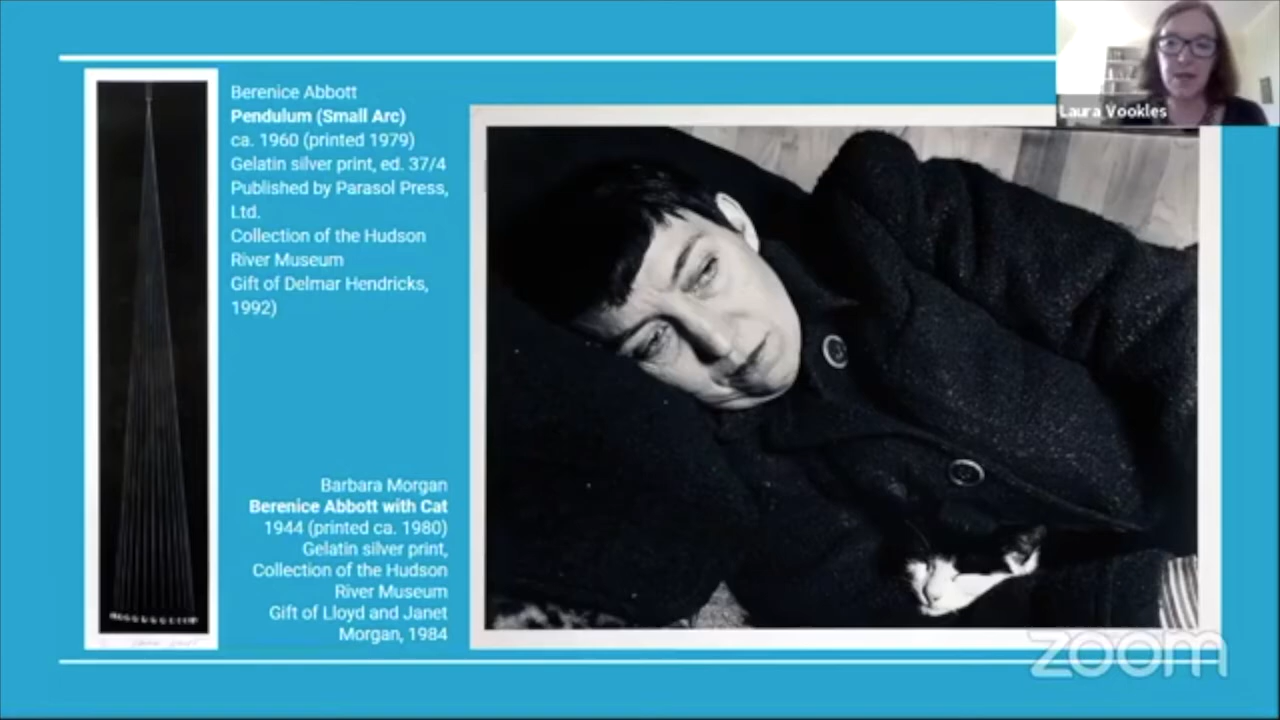 Berenice Abbott
Pendulum (Small Arc)
ca. 1960 (printed 1979)
Gelatin silver print, ed. 37/4
Published by Parasol Press,
Ltd.
Collection of the Hudson
River Museum
Gift of Delmar Hendricks,
1992)
Barbara Morgan
Berenice Abbott with Cat
1944 (printed ca. 1980)
Gelatin silver print,
Collection of the Hudson
River Museum
Gift of Lloyd and Janet
Morgan, 1984
Laura Vookles
zoom